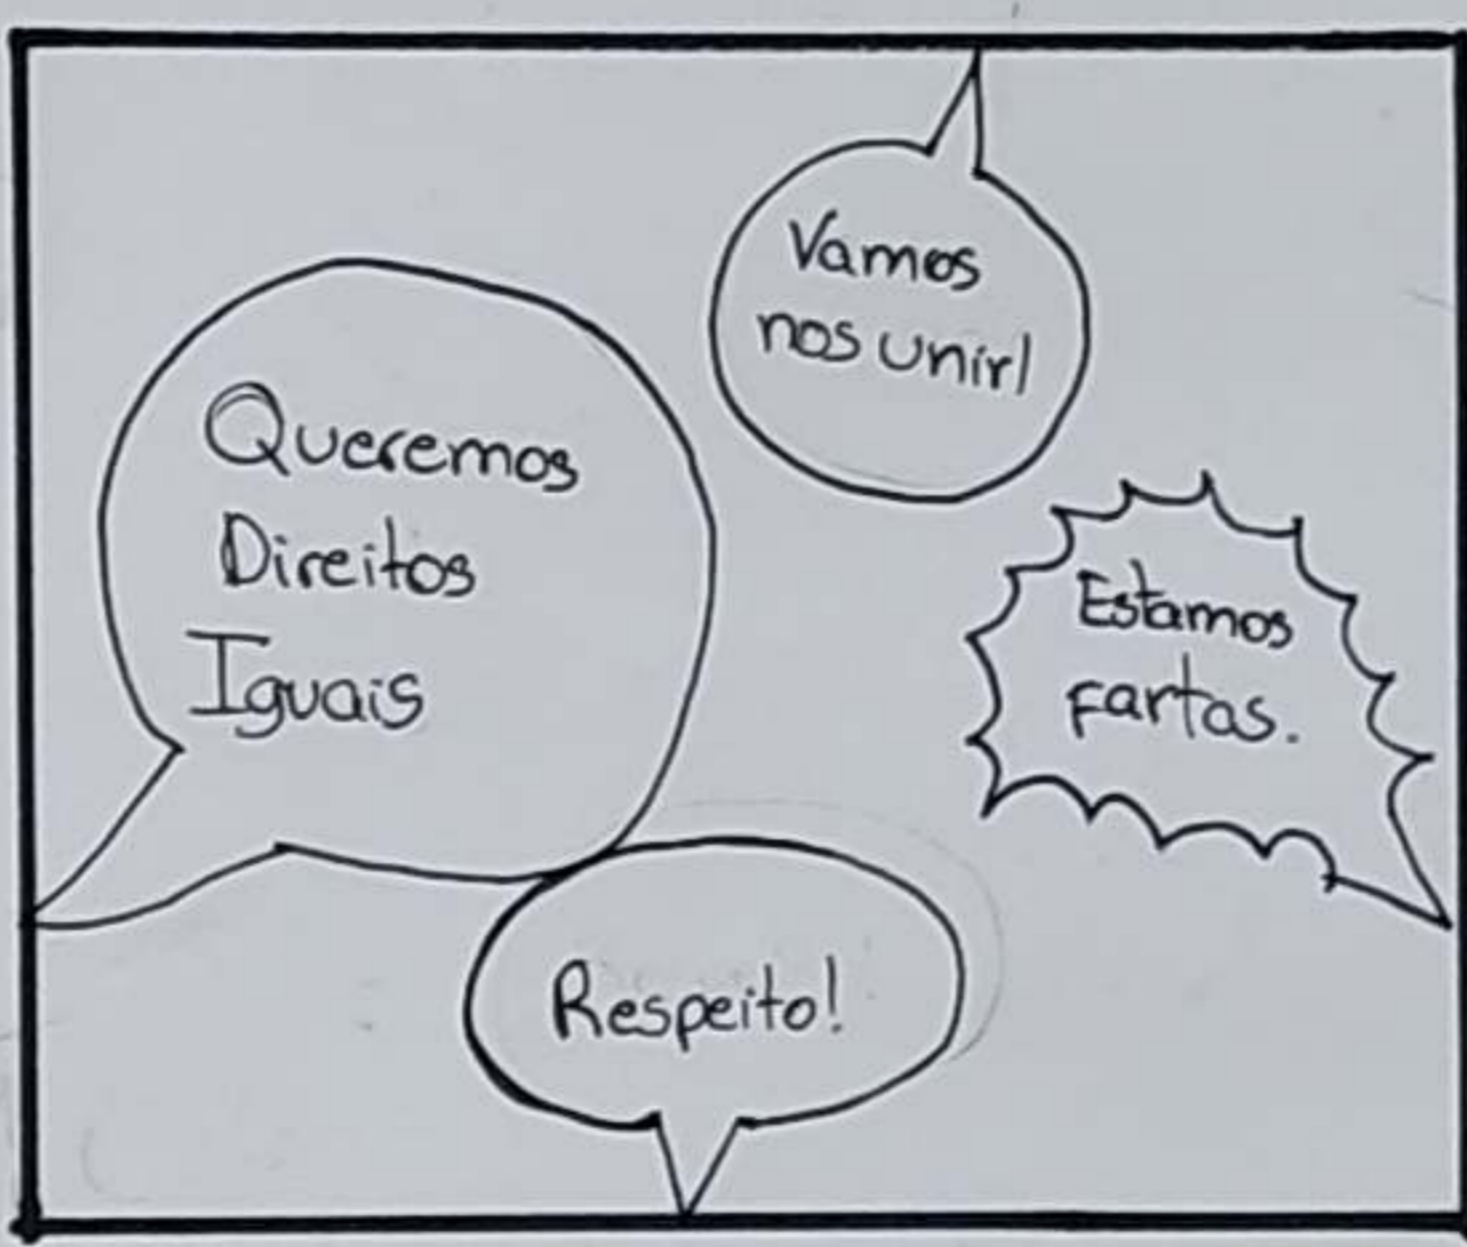 Vamos
nos unir!
Queremos
Direitos
Iguais
Estamos
fartas.
Respeito!